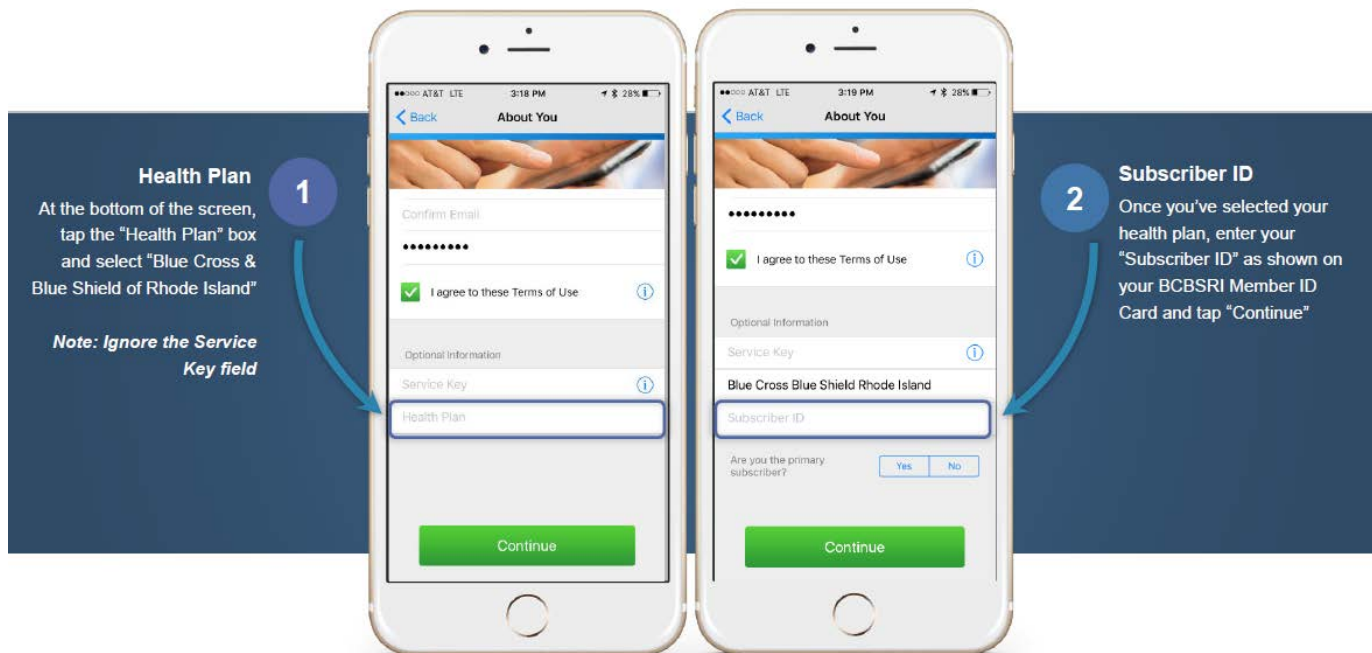 Health Plan
1
At the bottom of the screen,
tap the “Health Plan” box
and select “Blue Cross &
Blue Shield of Rhode Island”
Note: Ignore the Service
Key field
AT&T LTE 3:18 PM 28%
Back About You
Confirm Email
I agree to these Terms of Use
Optional Information
Service Key
Health Plan
Continue
AT&T LTE 3:19 PM 28%
Back About You
I agree to these Terms of Use
Optional Information
Service Key
Blue Cross Blue Shield Rhode Island
Subscriber ID
Are you the primary
subscriber?
Yes No
Continue
2
Subscriber ID
Once you’ve selected your
health plan, enter your
“Subscriber ID” as shown on
your BCBSRI Member ID
Card and tap “Continue”